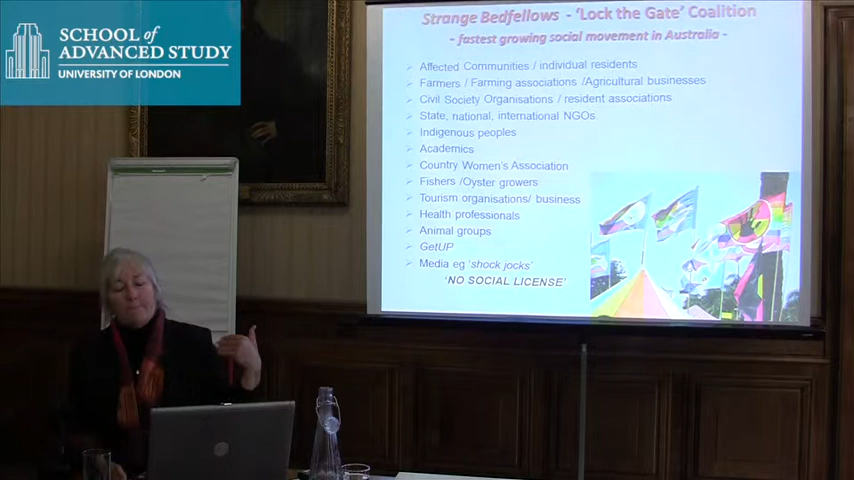 SCHOOL of
ADVANCED STUDY
UNIVERSITY OF LONDON
Strange Bedfellows - 'Lock the Gate' Coalition
- fastest growing social movement in Australia -
Affected Communities / individual residents
Farmers / Farming associations /Agricultural businesses
Civil Society Organisations / resident associations
State, national, international NGOs
Indigenous peoples
Academics
Country Women's Association
Fishers /Oyster growers
Tourism organisations/ business
Health professionals
Animal groups
GetUP
Media eg 'shock jocks'
'NO SOCIAL LICENSE'